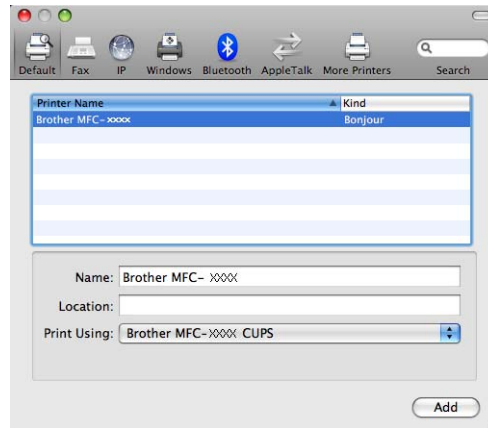 Default Fax IP Windows Bluetooth AppleTalk More Printers Search
Printer Name Kind
Brother MFC-xxxx Bonjour
Name: Brother MFC- XXXX
Location:
Print Using: Brother MFC-XXXX CUPS
Add